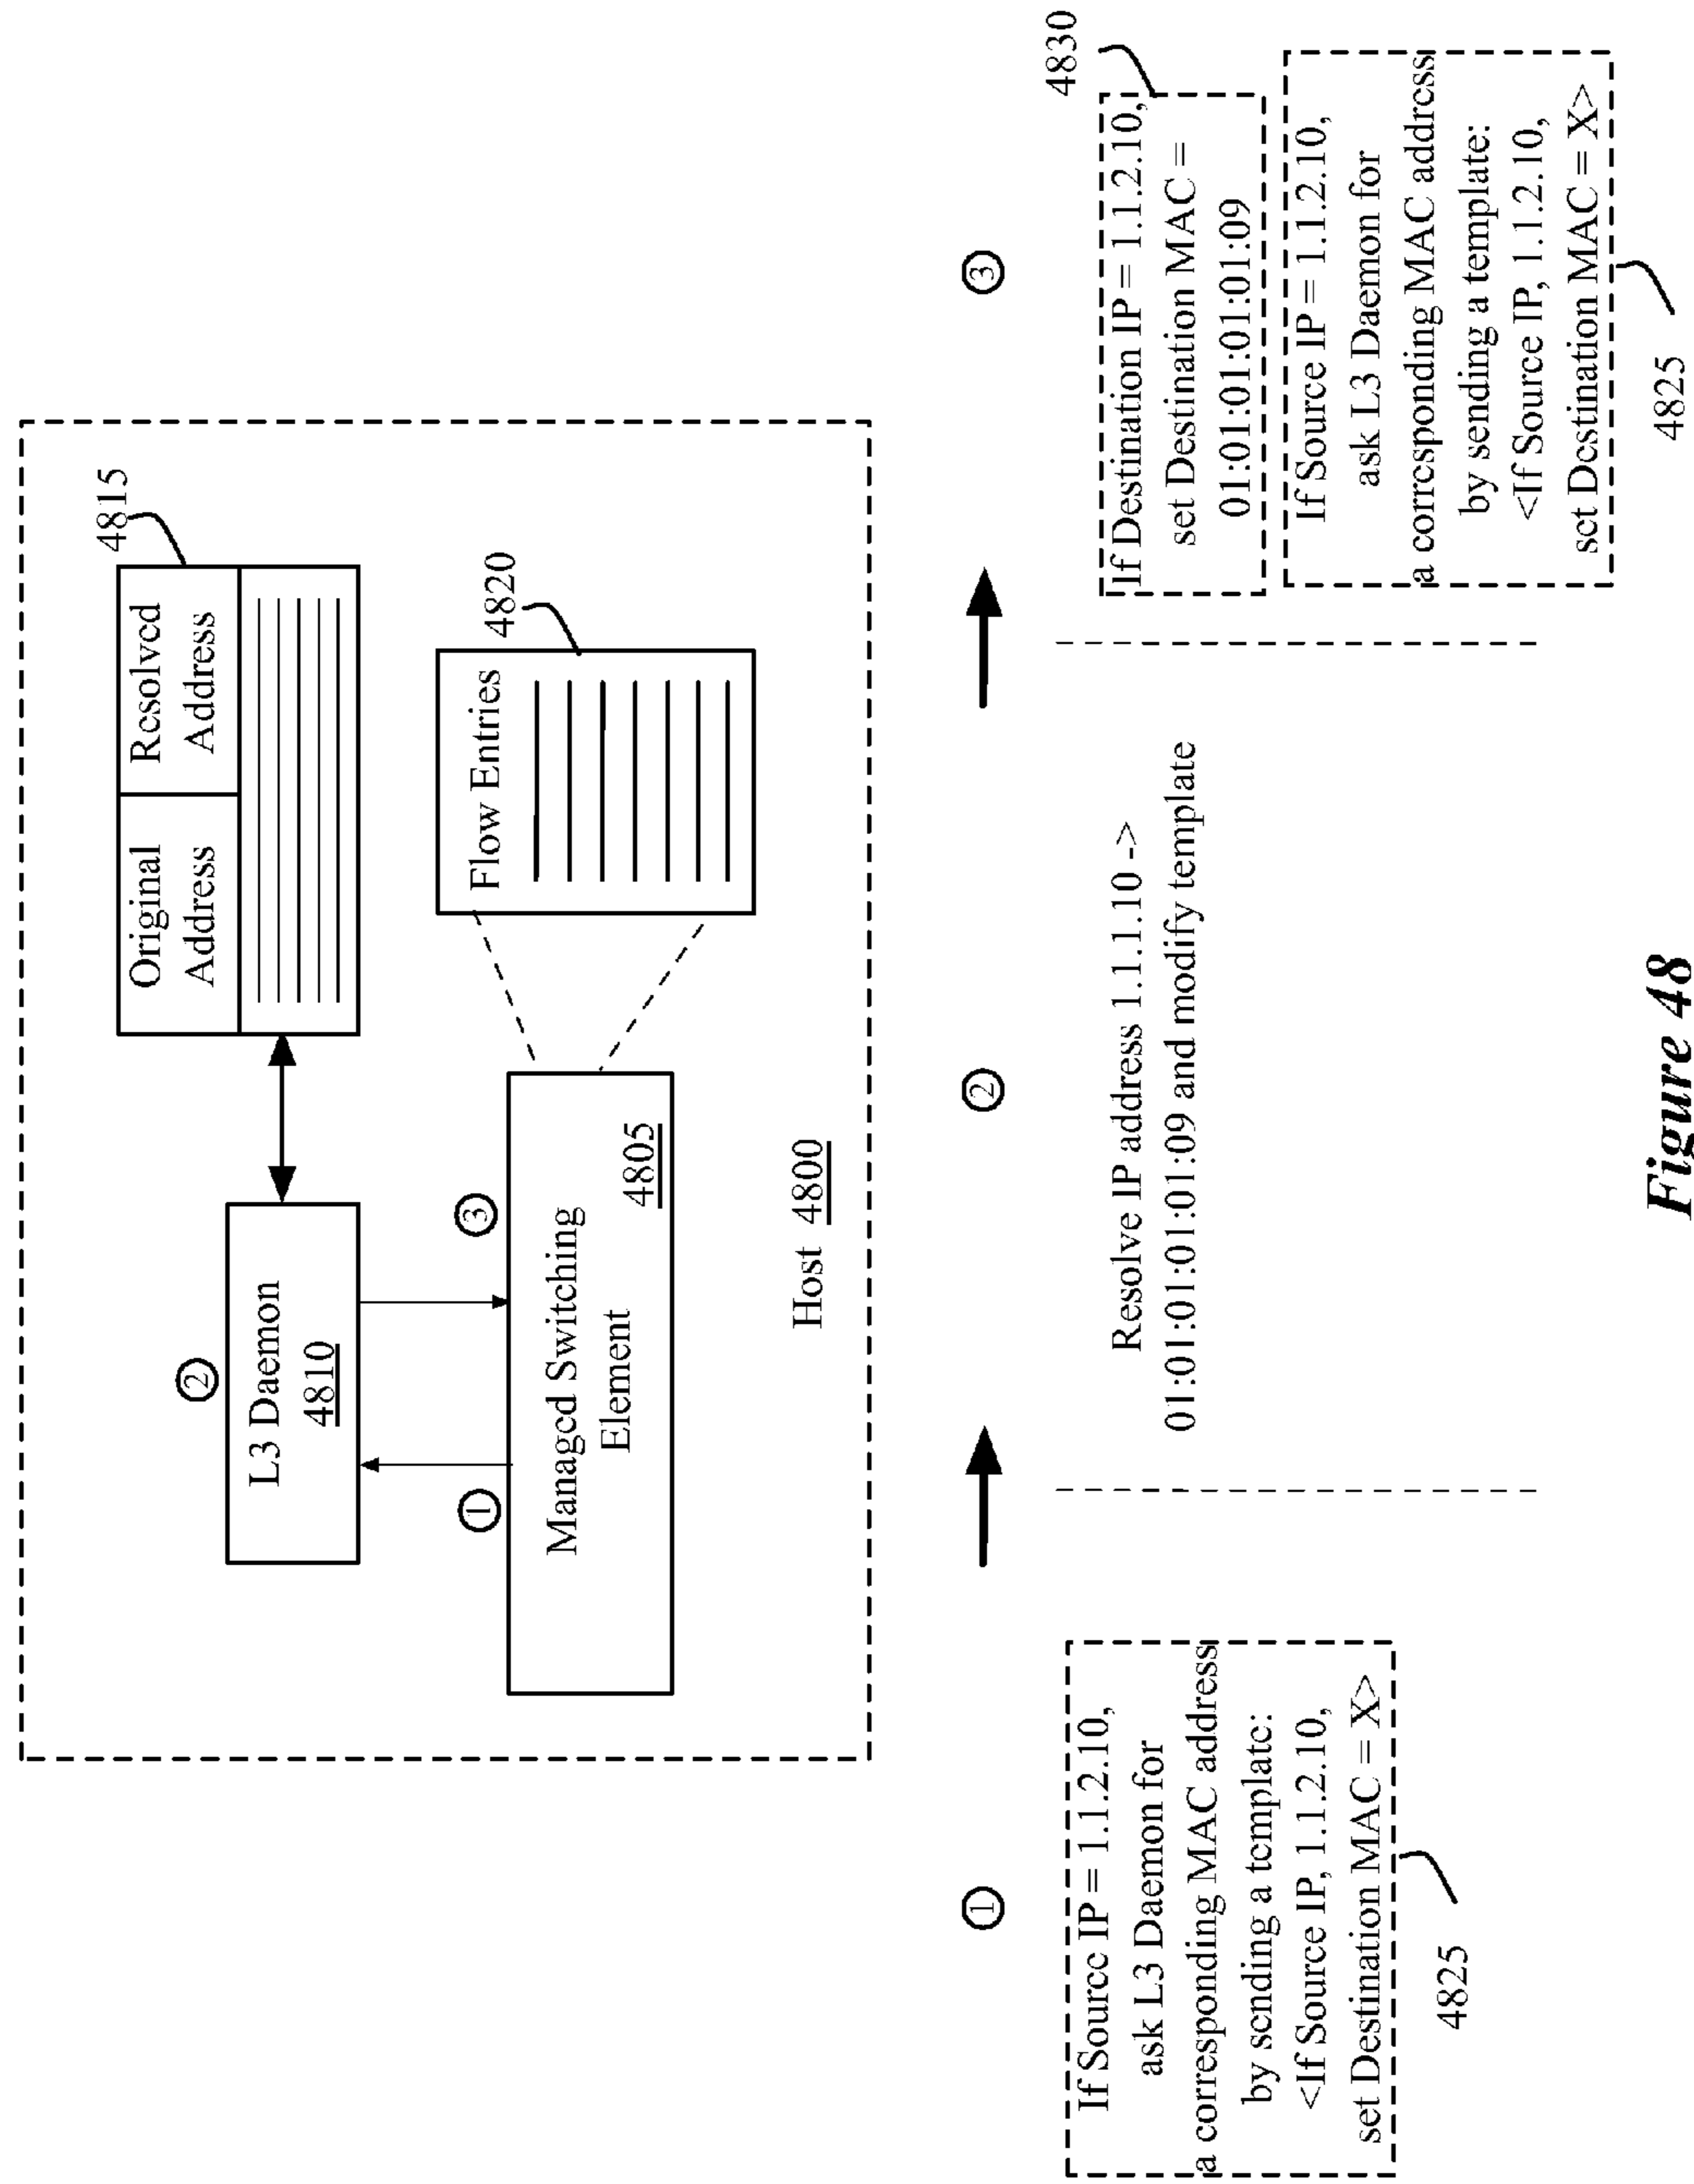 4815
Original
Address
Resolved
Address
②
L3 Daemon
4810
4820
Flow Entries
①
③
Managed Switching
Element
4805
Host 4800
①
If Source IP = 1.1.2.10,
ask L3 Daemon for
a corresponding MAC address
by sending a template:
<If Source IP, 1.1.2.10,
set Destination MAC = X>
4825
②
Resolve IP address 1.1.1.10 ->
01:01:01:01:01:09 and modify template
③
4830
If Destination IP = 1.1.2.10,
set Destination MAC =
01:01:01:01:01:09
If Source IP = 1.1.2.10,
ask L3 Daemon for
a corresponding MAC address
by sending a template:
<If Source IP, 1.1.2.10,
set Destination MAC = X>
4825
Figure 48